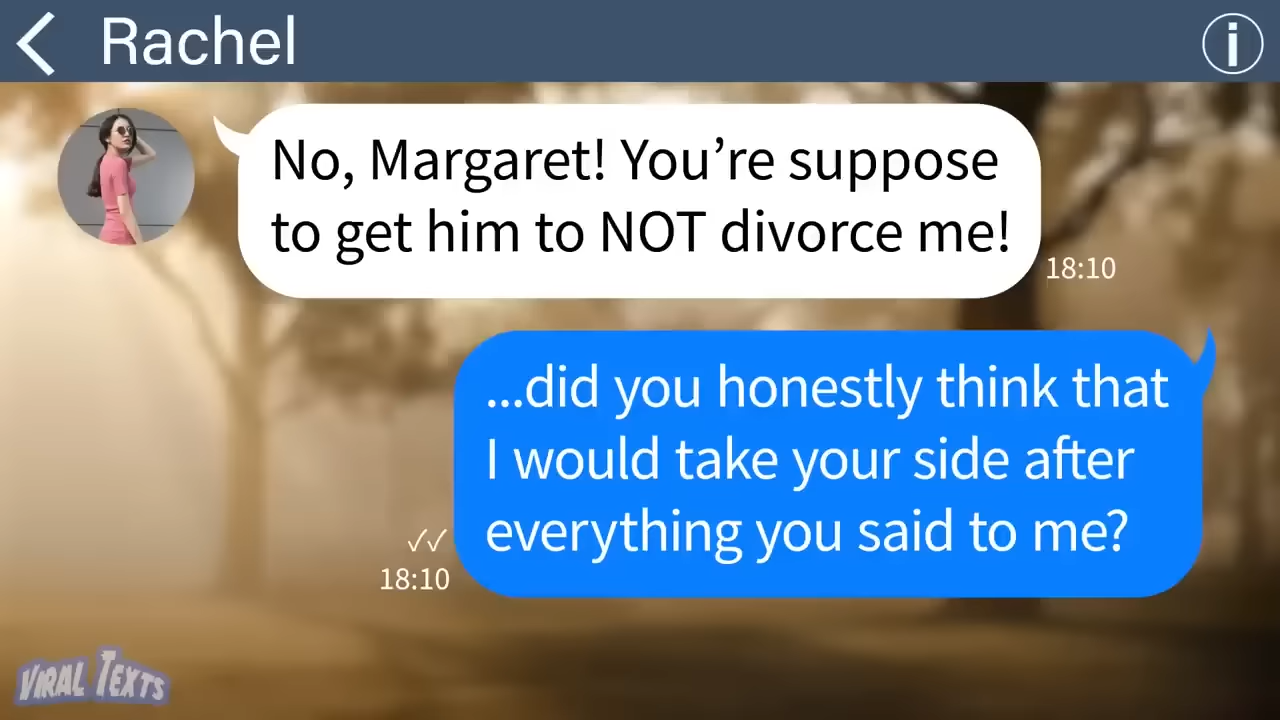 Rachel
i
No, Margaret! You’re suppose
to get him to NOT divorce me!
18:10
...did you honestly think that
I would take your side after
everything you said to me?
18:10
VIRAL TEXTS